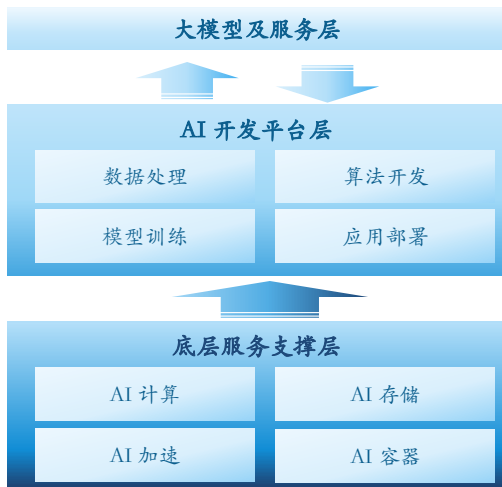 大模型及服务层
AI 开发平台层
数据处理
算法开发
模型训练
应用部署
底层服务支撑层
AI 计算
AI 存储
AI 加速
AI 容器